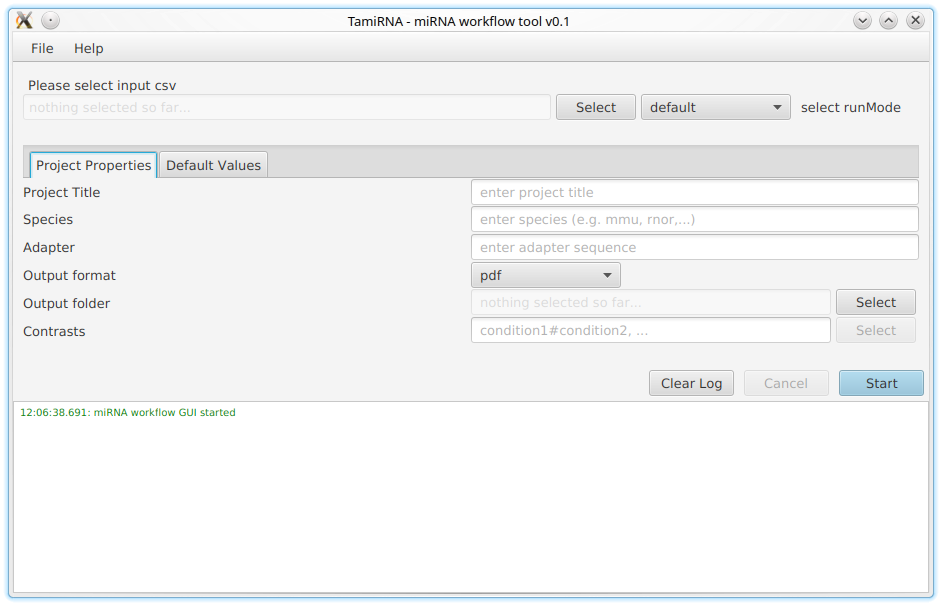 TamiRNA - miRNA workflow tool v0.1
File Help
Please select input csv
nothing selected so far... Select default select runMode
Project Properties Default Values
Project Title enter project title
Species enter species (e.g. mmu, rnor,...)
Adapter enter adapter sequence
Output format pdf
Output folder nothing selected so far... Select
Contrasts condition1#condition2, ... Select
Clear Log Cancel Start
12:06:38.691: miRNA workflow GUI started